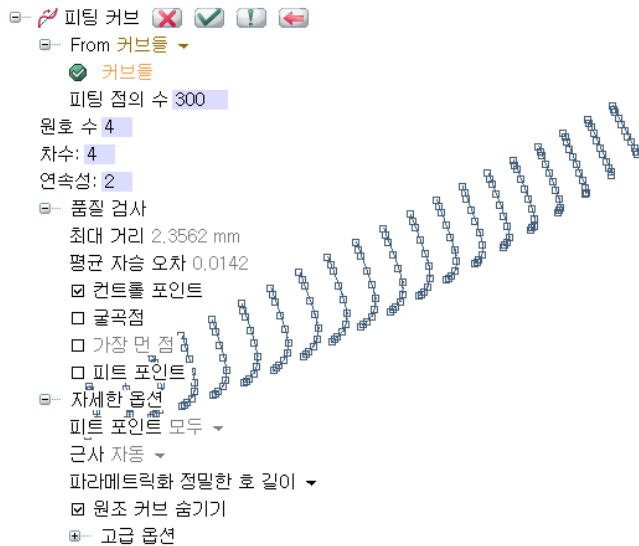 피팅 커브
From 커브들
커브들
피팅 점의 수 300
원호 수 4
차수: 4
연속성: 2
품질 검사
최대 거리 2,3562 mm
평균 자승 오차 0,0142
컨트롤 포인트
굴곡점
가장 먼 점
피트 포인트
자세한 옵션
피트 포인트 모두
근사 자동
파라메트릭화 정밀한 호 길이
원조 커브 숨기기
고급 옵션